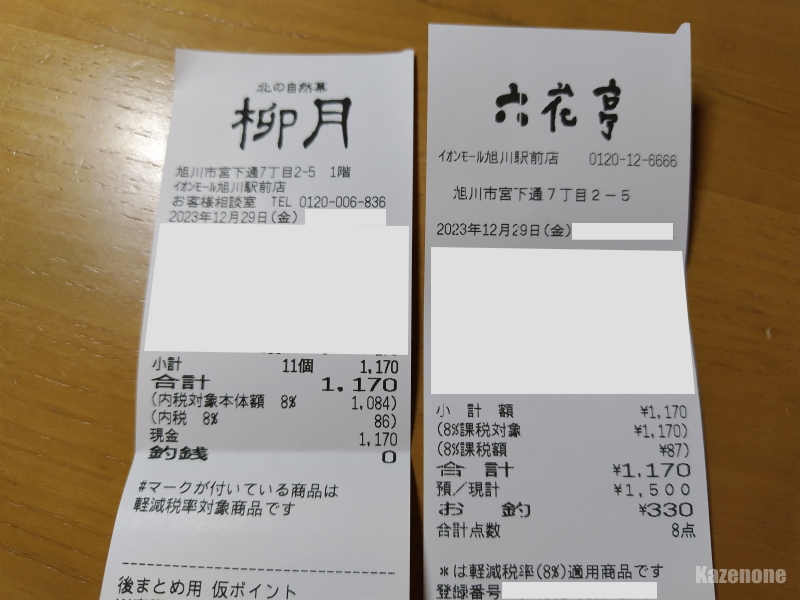 北の自然菓
柳月
旭川市宮下通7丁目2-5 1階
イオンモール旭川駅前店
お客様相談室 TEL 0120-006-836
2023年12月29日(金)
小計 11個 1,170
合計 1,170
(内税対象本体額 8% 1,084)
(内税 8% 86)
現金 1,170
釣銭 0
#マークが付いている商品は
軽減税率対象商品です
後まとめ用 仮ポイント
六花亭
イオンモール旭川駅前店 0120-12-6666
旭川市宮下通7丁目2-5
2023年12月29日(金)
小計額 ¥1,170
(8%課税対象 ¥1,170)
(8%課税額 ¥87)
合計 ¥1,170
預/現計 ¥1,500
お釣 ¥330
合計点数 8点
*は軽減税率(8%)適用商品です
登録番号
Kazenone